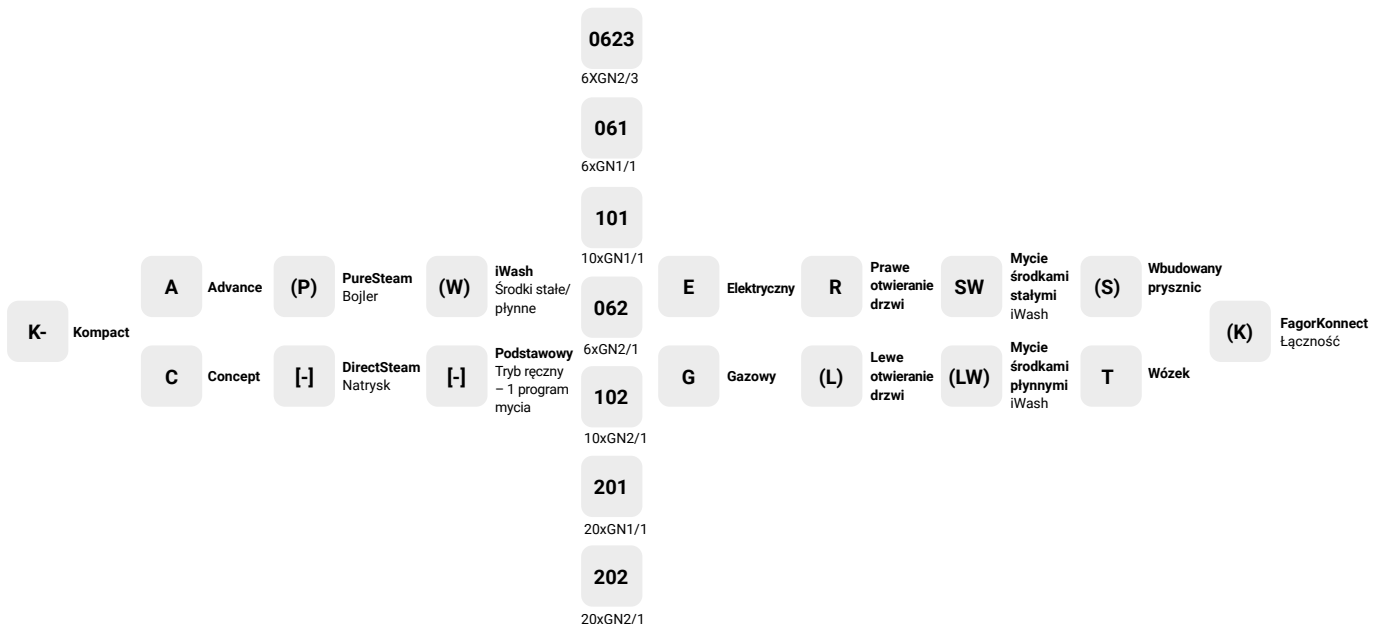 K-
Kompact
A
Advance
C
Concept
(P)
PureSteam
Bojler
[-]
DirectSteam
Natrysk
(W)
iWash
Środki stałe/
płynne
[-]
Podstawowy
Tryb ręczny
– 1 program
mycia
0623
6XGN2/3
061
6xGN1/1
101
10xGN1/1
062
6xGN2/1
102
10xGN2/1
201
20xGN1/1
202
20xGN2/1
E
Elektryczny
G
Gazowy
R
Prawe
otwieranie
drzwi
(L)
Lewe
otwieranie
drzwi
SW
Mycie
środkami
stałymi
iWash
(LW)
Mycie
środkami
płynnymi
iWash
(S)
Wbudowany
prysznic
T
Wózek
(K)
FagorKonnect
Łączność